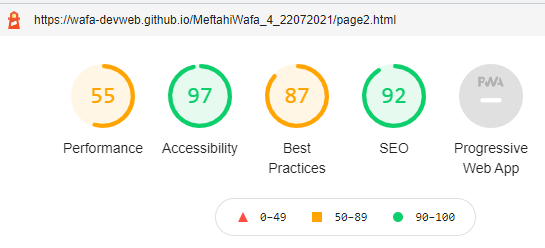 https://wafa-devweb.github.io/MeftahiWafa_4_22072021/page2.html
55 97 87 92 PWA
Performance Accessibility Best Practices SEO Progressive Web App
0–49 50–89 90–100